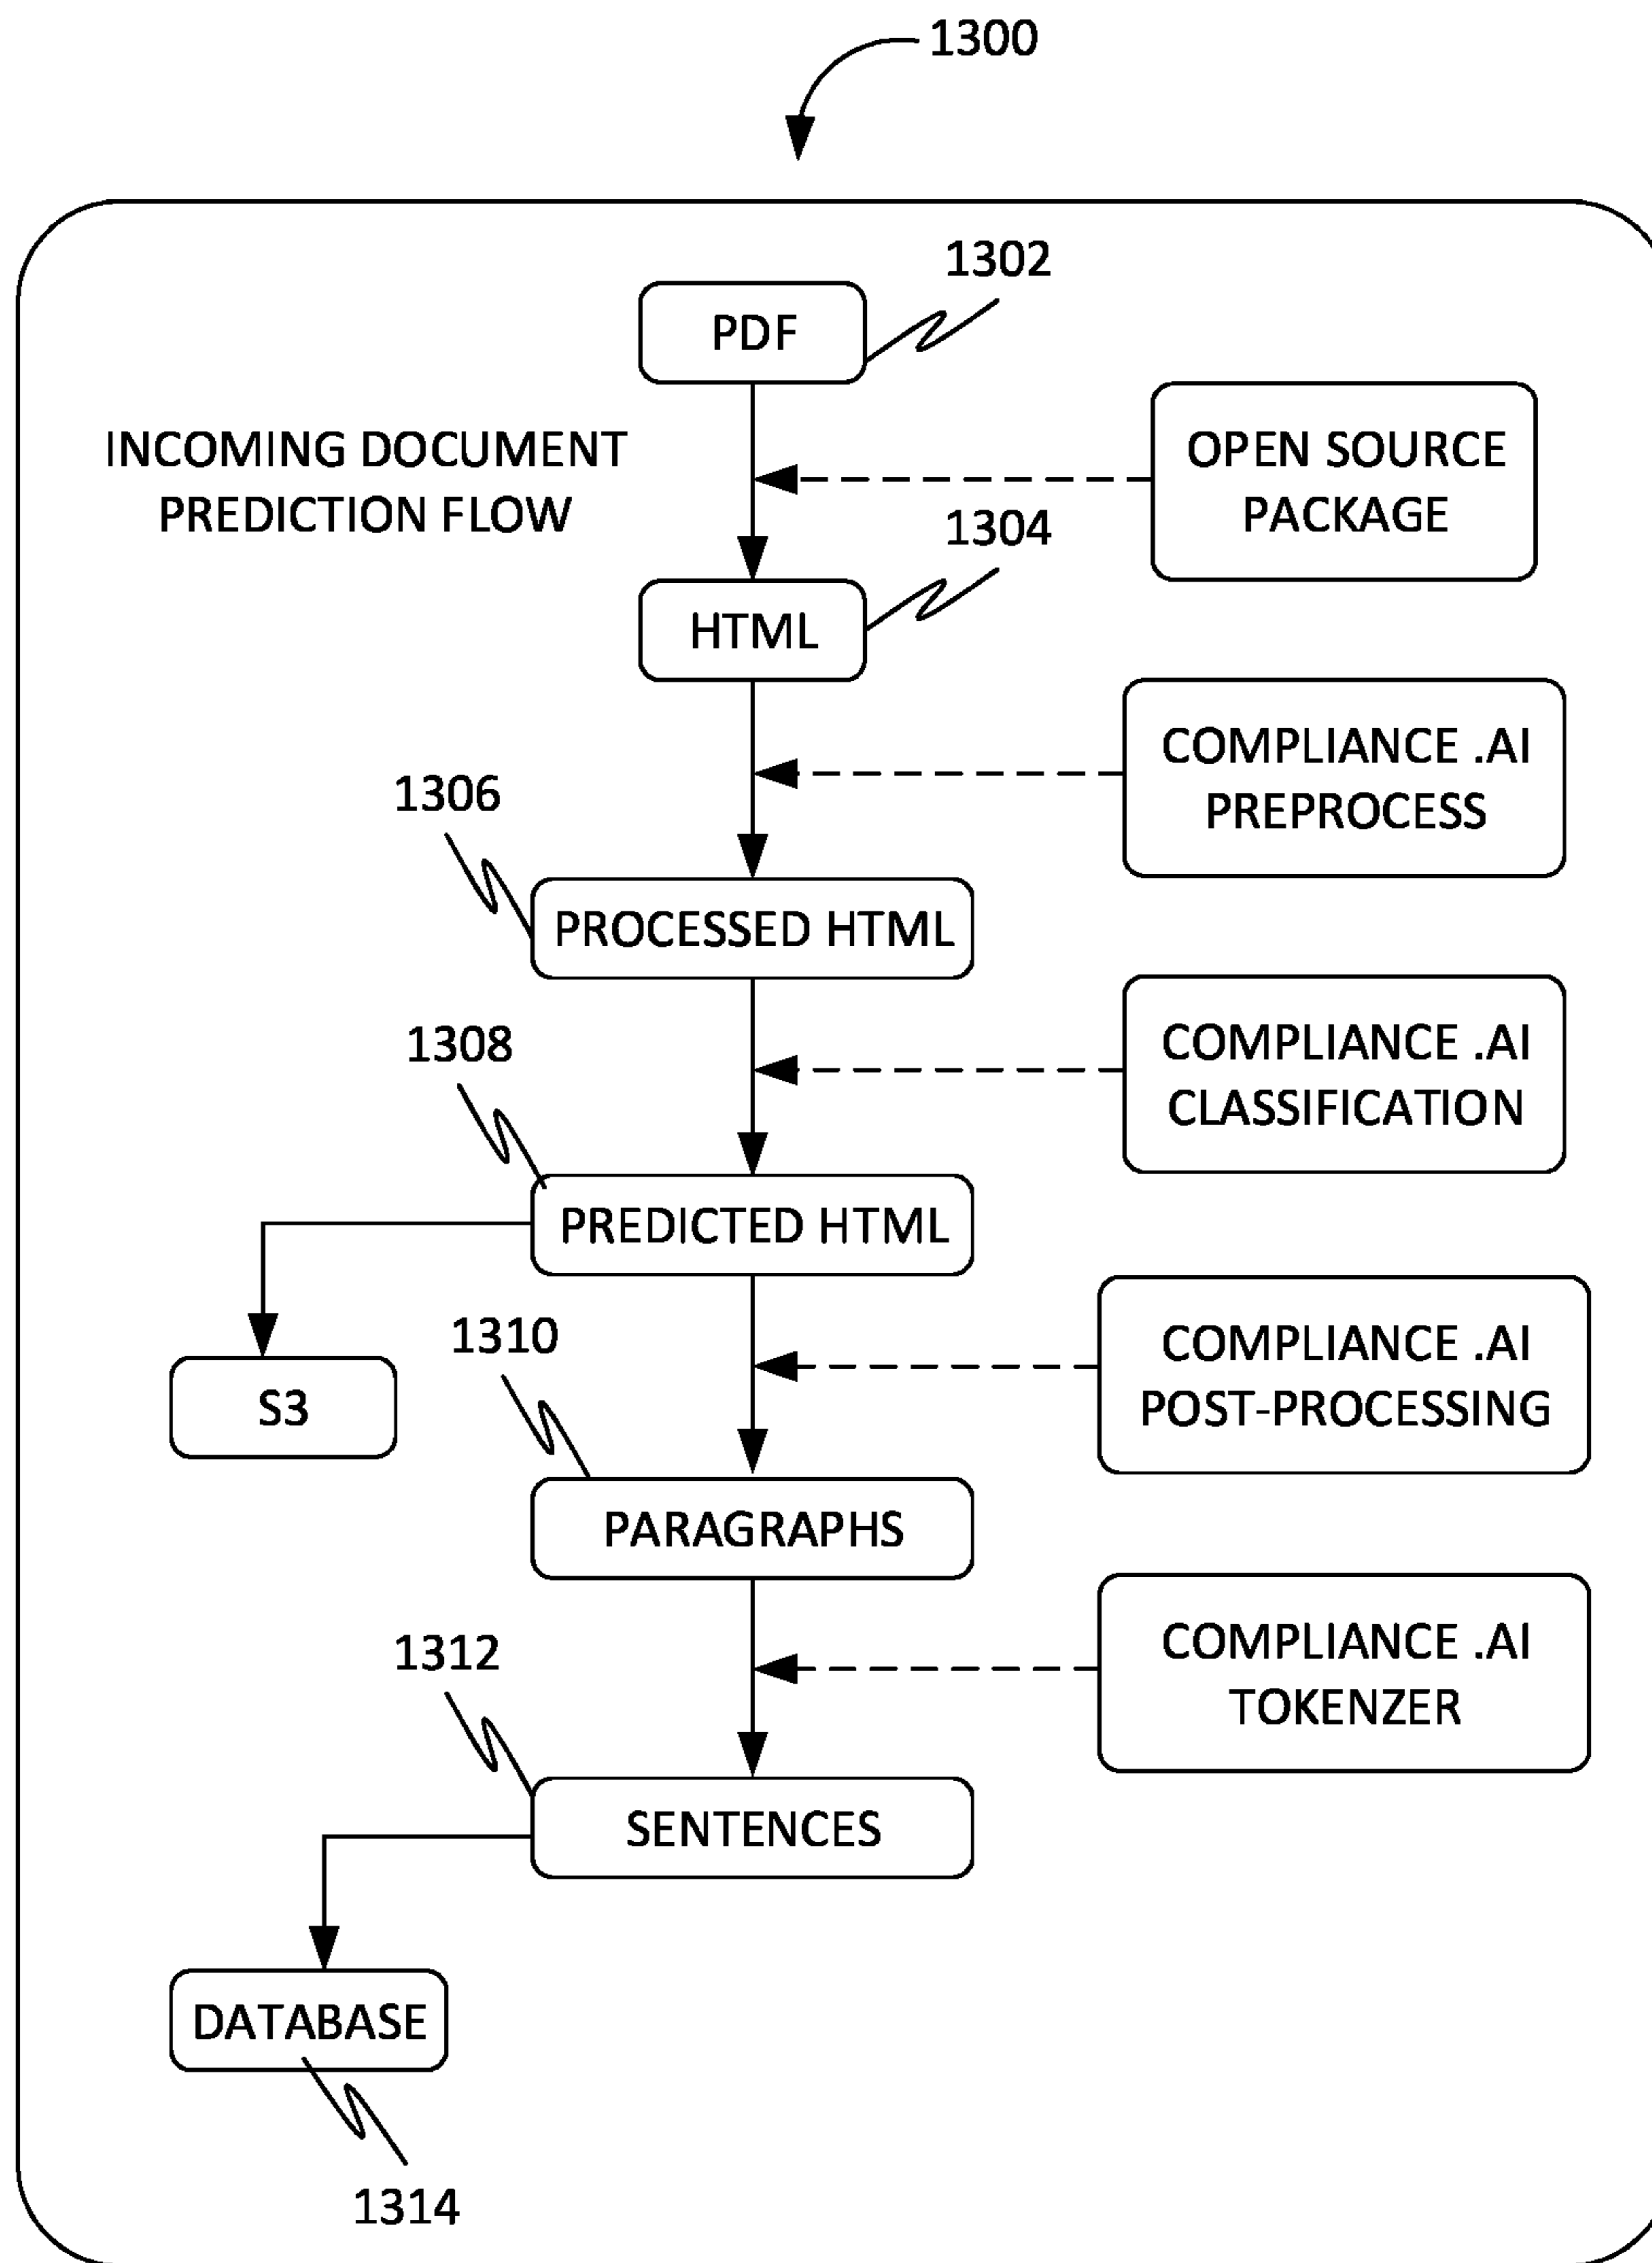 1300
1302
PDF
INCOMING DOCUMENT
PREDICTION FLOW
OPEN SOURCE
PACKAGE
1304
HTML
COMPLIANCE .AI
PREPROCESS
1306
PROCESSED HTML
COMPLIANCE .AI
CLASSIFICATION
1308
PREDICTED HTML
COMPLIANCE .AI
POST-PROCESSING
1310
S3
PARAGRAPHS
COMPLIANCE .AI
TOKENZER
1312
SENTENCES
DATABASE
1314